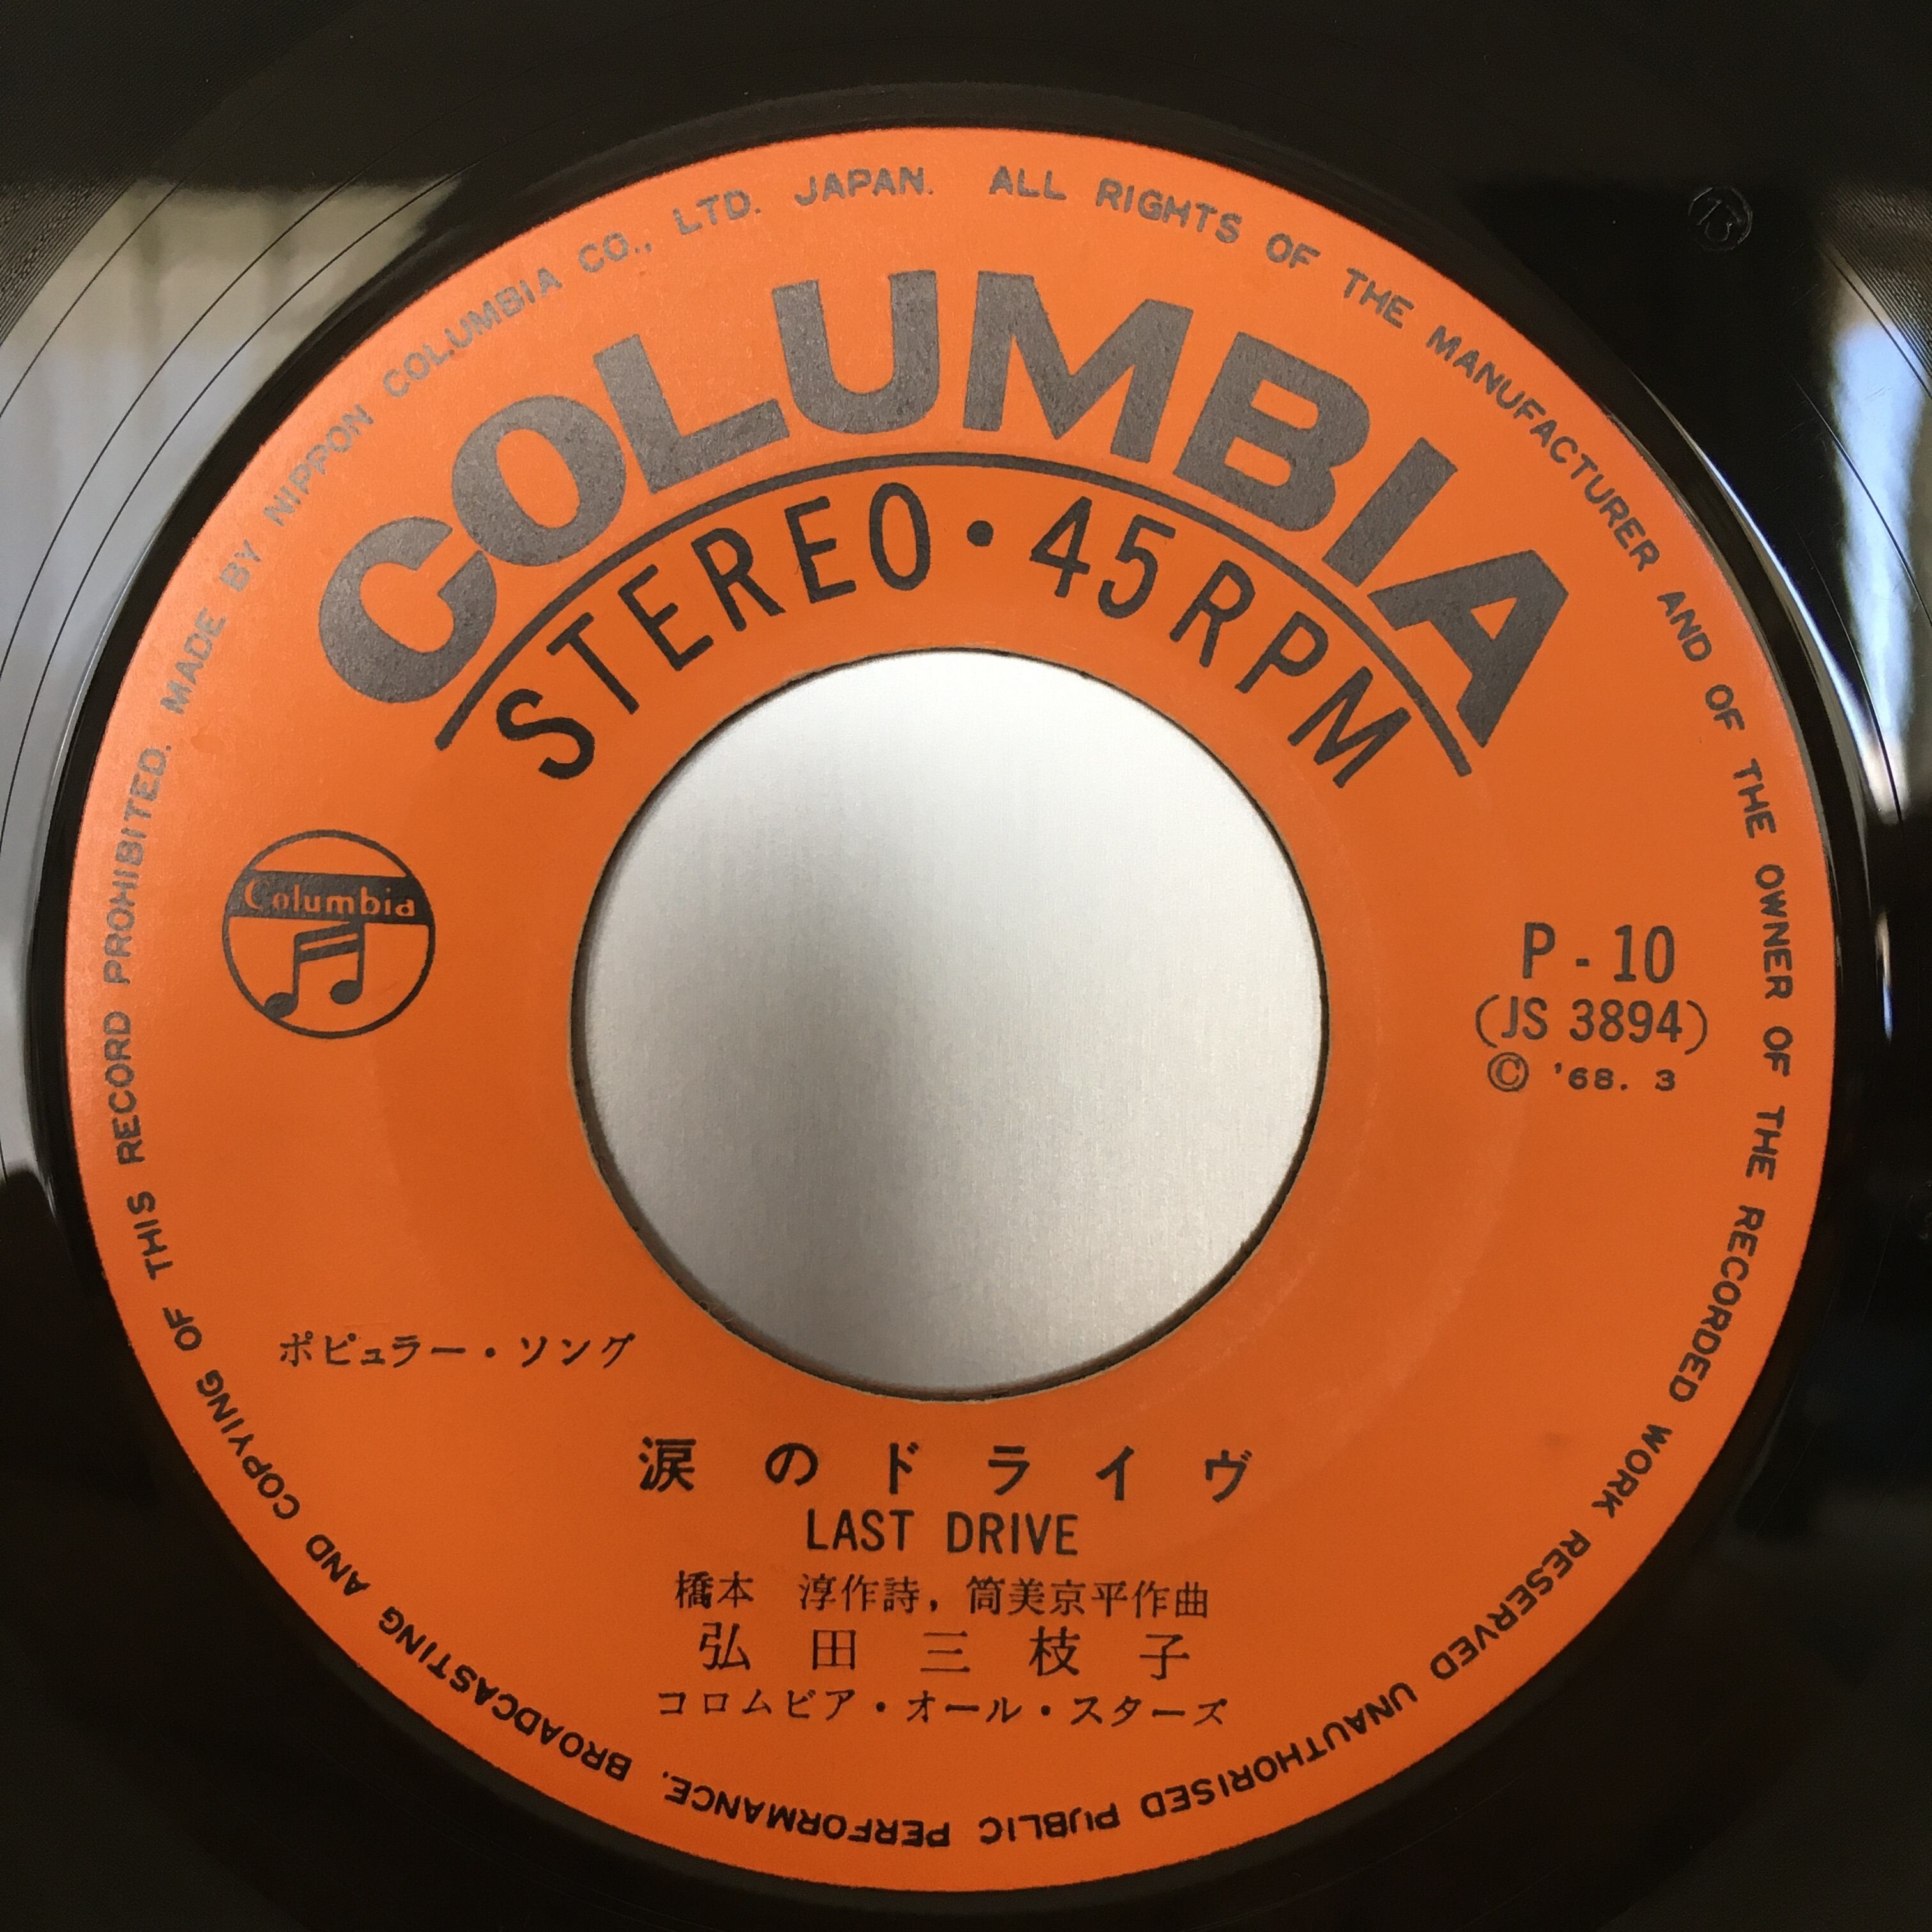 MADE BY NIPPON COLUMBIA CO., LTD. JAPAN. ALL RIGHTS OF THE MANUFACTURER AND OF THE OWNER OF THE RECORDED WORK RESERVED UNAUTHORISED PUBLIC PERFORMANCE. BROADCASTING AND COPYING OF THIS RECORD PROHIBITED.
COLUMBIA
STEREO・45RPM
Columbia
P - 10
(JS 3894)
© '68. 3
ポピュラー・ソング
涙のドライヴ
LAST DRIVE
橋本 淳作詩, 筒美京平作曲
弘田三枝子
コロムビア・オール・スターズ
13